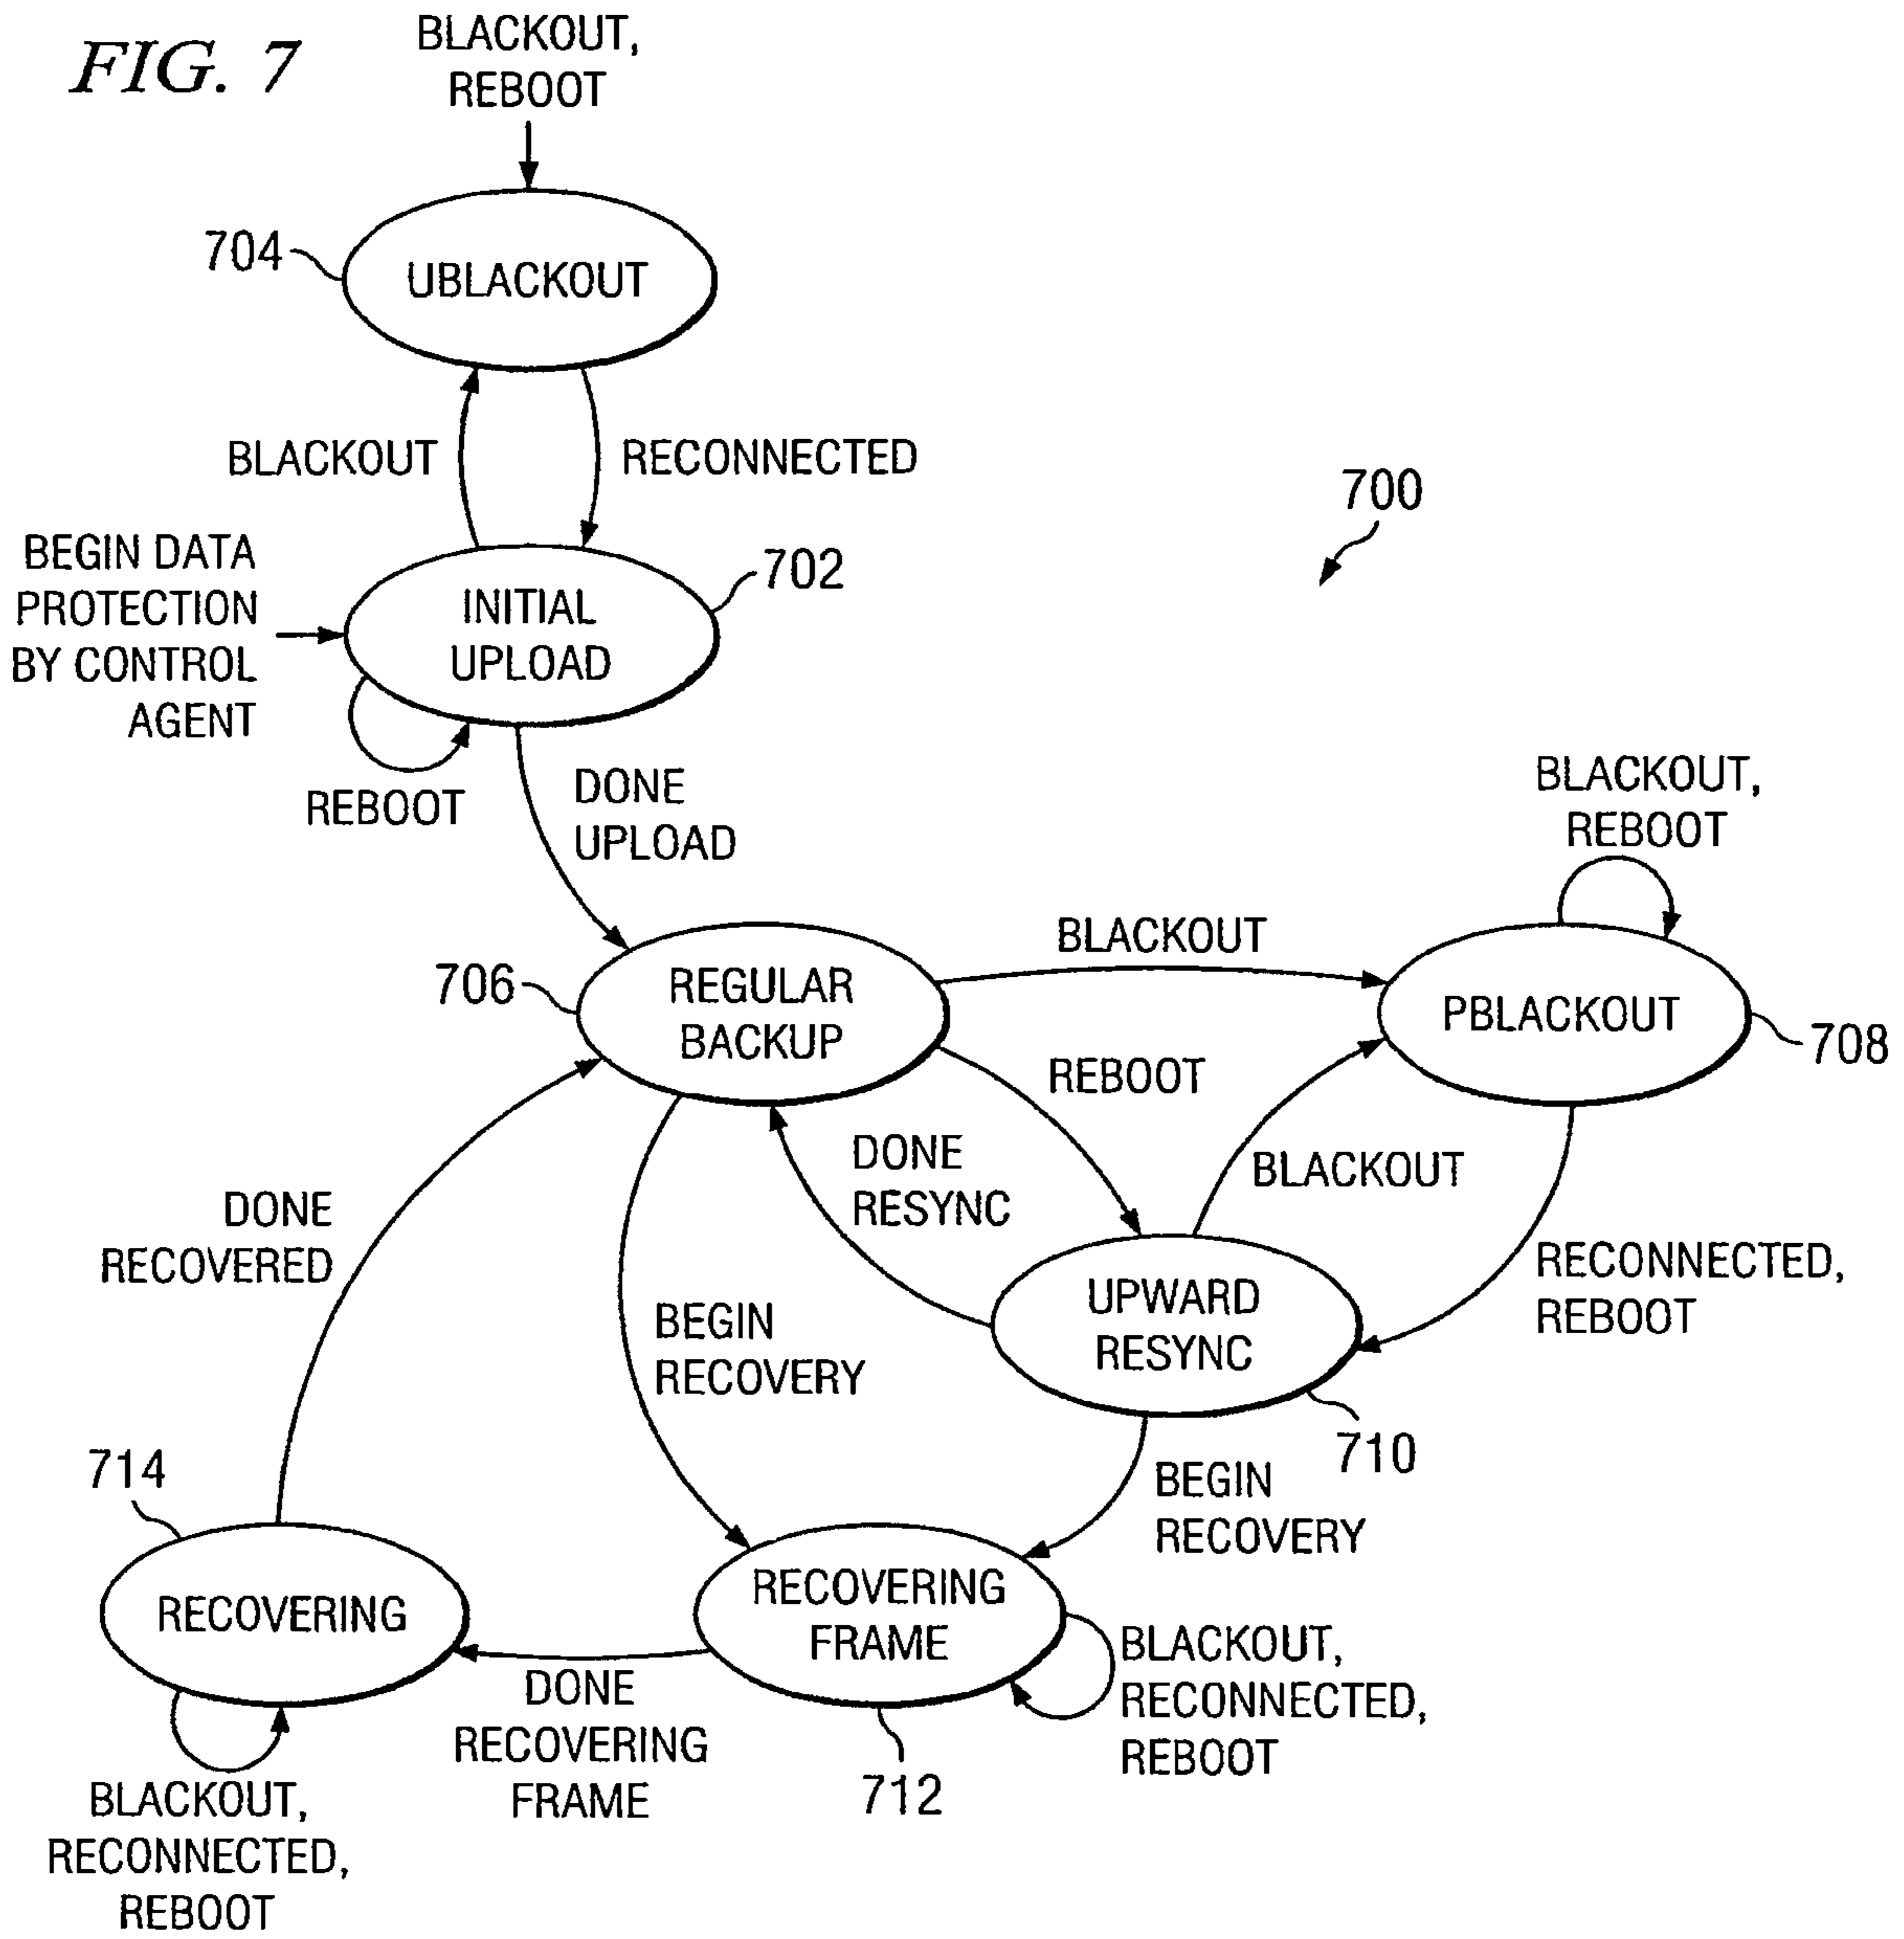 FIG. 7
BLACKOUT,
REBOOT
704
UBLACKOUT
BLACKOUT
RECONNECTED
700
BEGIN DATA
PROTECTION
BY CONTROL
AGENT
702
INITIAL
UPLOAD
REBOOT
DONE
UPLOAD
BLACKOUT,
REBOOT
706
REGULAR
BACKUP
BLACKOUT
PBLACKOUT
708
REBOOT
DONE
RESYNC
BLACKOUT
DONE
RECOVERED
RECONNECTED,
REBOOT
UPWARD
RESYNC
BEGIN
RECOVERY
710
714
BEGIN
RECOVERY
RECOVERING
RECOVERING
FRAME
BLACKOUT,
RECONNECTED,
REBOOT
DONE
RECOVERING
FRAME
712
BLACKOUT,
RECONNECTED,
REBOOT